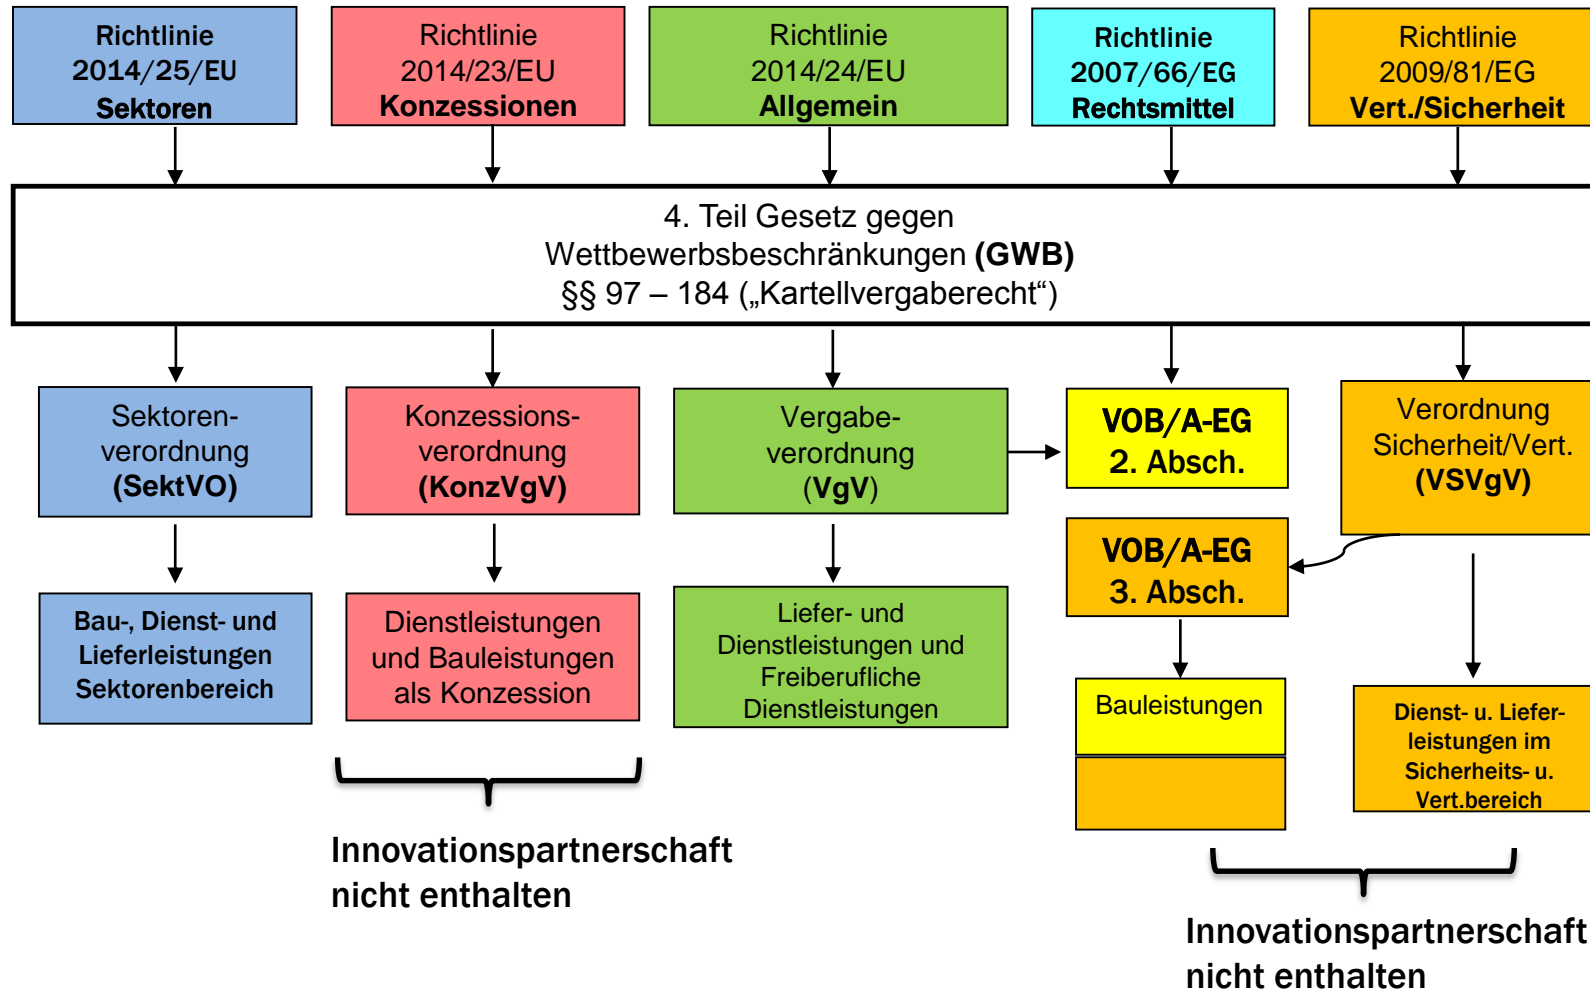 Richtlinie
2014/25/EU
Sektoren
Richtlinie
2014/23/EU
Konzessionen
Richtlinie
2014/24/EU
Allgemein
Richtlinie
2007/66/EG
Rechtsmittel
Richtlinie
2009/81/EG
Vert./Sicherheit
4. Teil Gesetz gegen
Wettbewerbsbeschränkungen (GWB)
§§ 97 – 184 („Kartellvergaberecht“)
Sektoren-
verordnung
(SektVO)
Konzessions-
verordnung
(KonzVgV)
Vergabe-
verordnung
(VgV)
VOB/A-EG
2. Absch.
Verordnung
Sicherheit/Vert.
(VSVgV)
VOB/A-EG
3. Absch.
Bau-, Dienst- und
Lieferleistungen
Sektorenbereich
Dienstleistungen
und Bauleistungen
als Konzession
Liefer- und
Dienstleistungen und
Freiberufliche
Dienstleistungen
Bauleistungen
Dienst- u. Liefer-
leistungen im
Sicherheits- u.
Vert.bereich
Innovationspartnerschaft
nicht enthalten
Innovationspartnerschaft
nicht enthalten